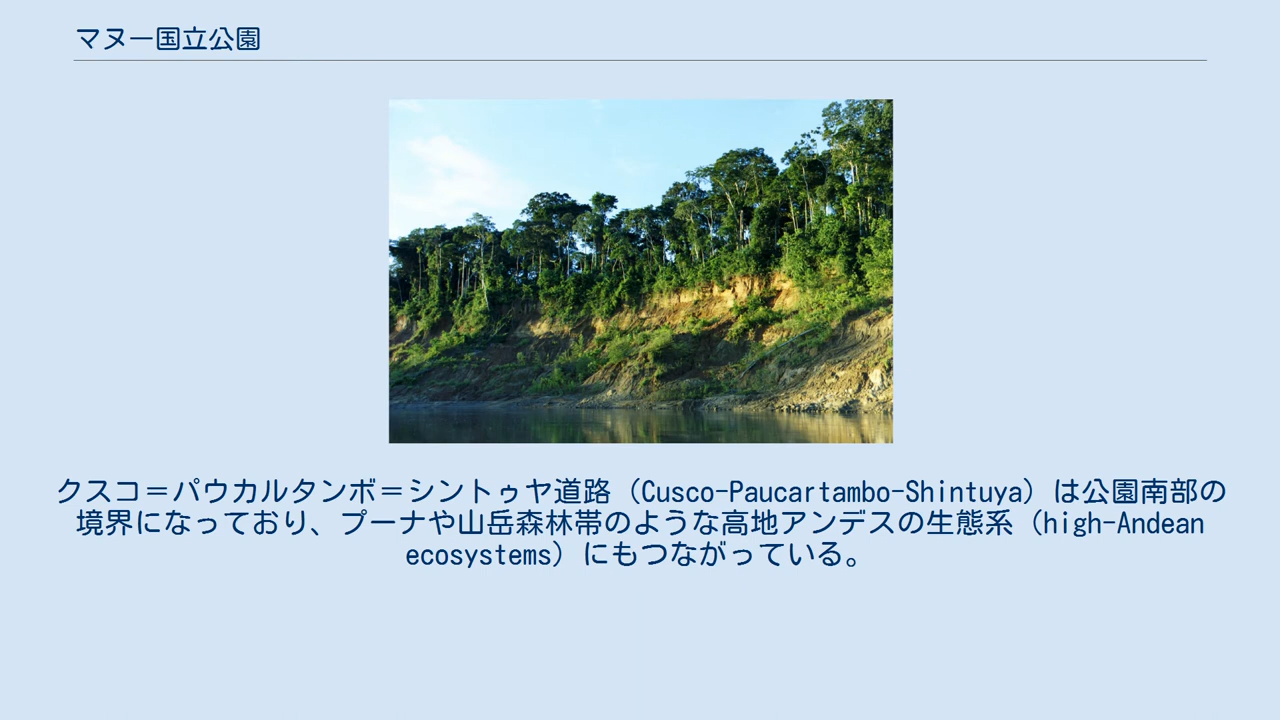 マヌー国立公園
クスコ＝パウカルタンボ＝シントゥヤ道路（Cusco-Paucartambo-Shintuya）は公園南部の
境界になっており、プーナや山岳森林帯のような高地アンデスの生態系（high-Andean
ecosystems）にもつながっている。